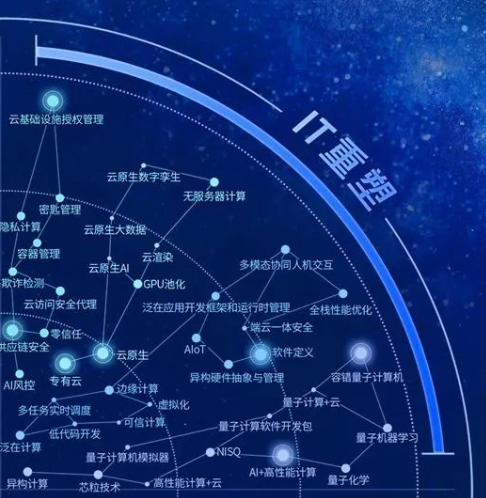 IT重塑
云基础设施授权管理
云原生数字孪生
无服务器计算
密匙管理
隐私计算
云原生大数据
容器管理
云渲染
云原生AI
多模态协同人机交互
欺诈检测
GPU池化
云访问安全代理
泛在应用开发框架和运行时管理
全栈性能优化
零信任
端云一体安全
供应链安全
云原生
AIoT
软件定义
专有云
异构硬件抽象与管理
容错量子计算机
AI风控
边缘计算
量子计算+云
多任务实时调度
虚拟化
可信计算
低代码开发
量子计算软件开发包
量子机器学习
泛在计算
量子计算机模拟器
NISQ
AI+高性能计算
异构计算
芯粒技术
高性能计算+云
量子化学